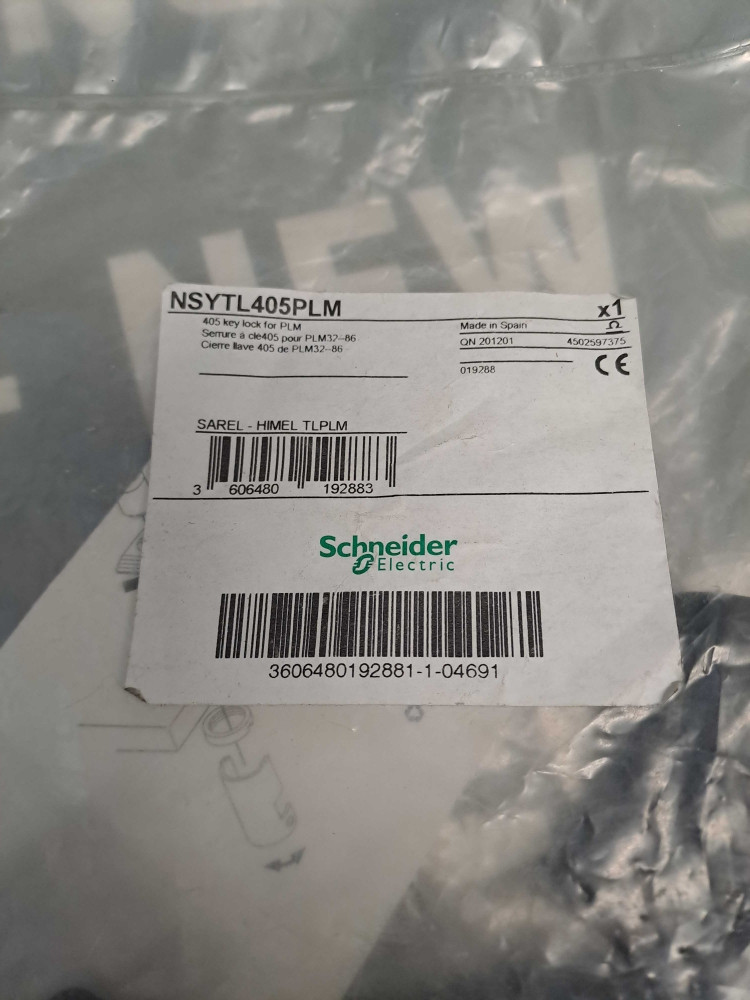 NEW
NSYTL405PLM x1
405 key lock for PLM
Serrure à cle405 pour PLM32--86
Cierre llave 405 de PLM32--86
Made in Spain
QN 201201 4502597375
019288 CE
SAREL - HIMEL TLPLM
3 606480 192883
Schneider
Electric
3606480192881-1-04691